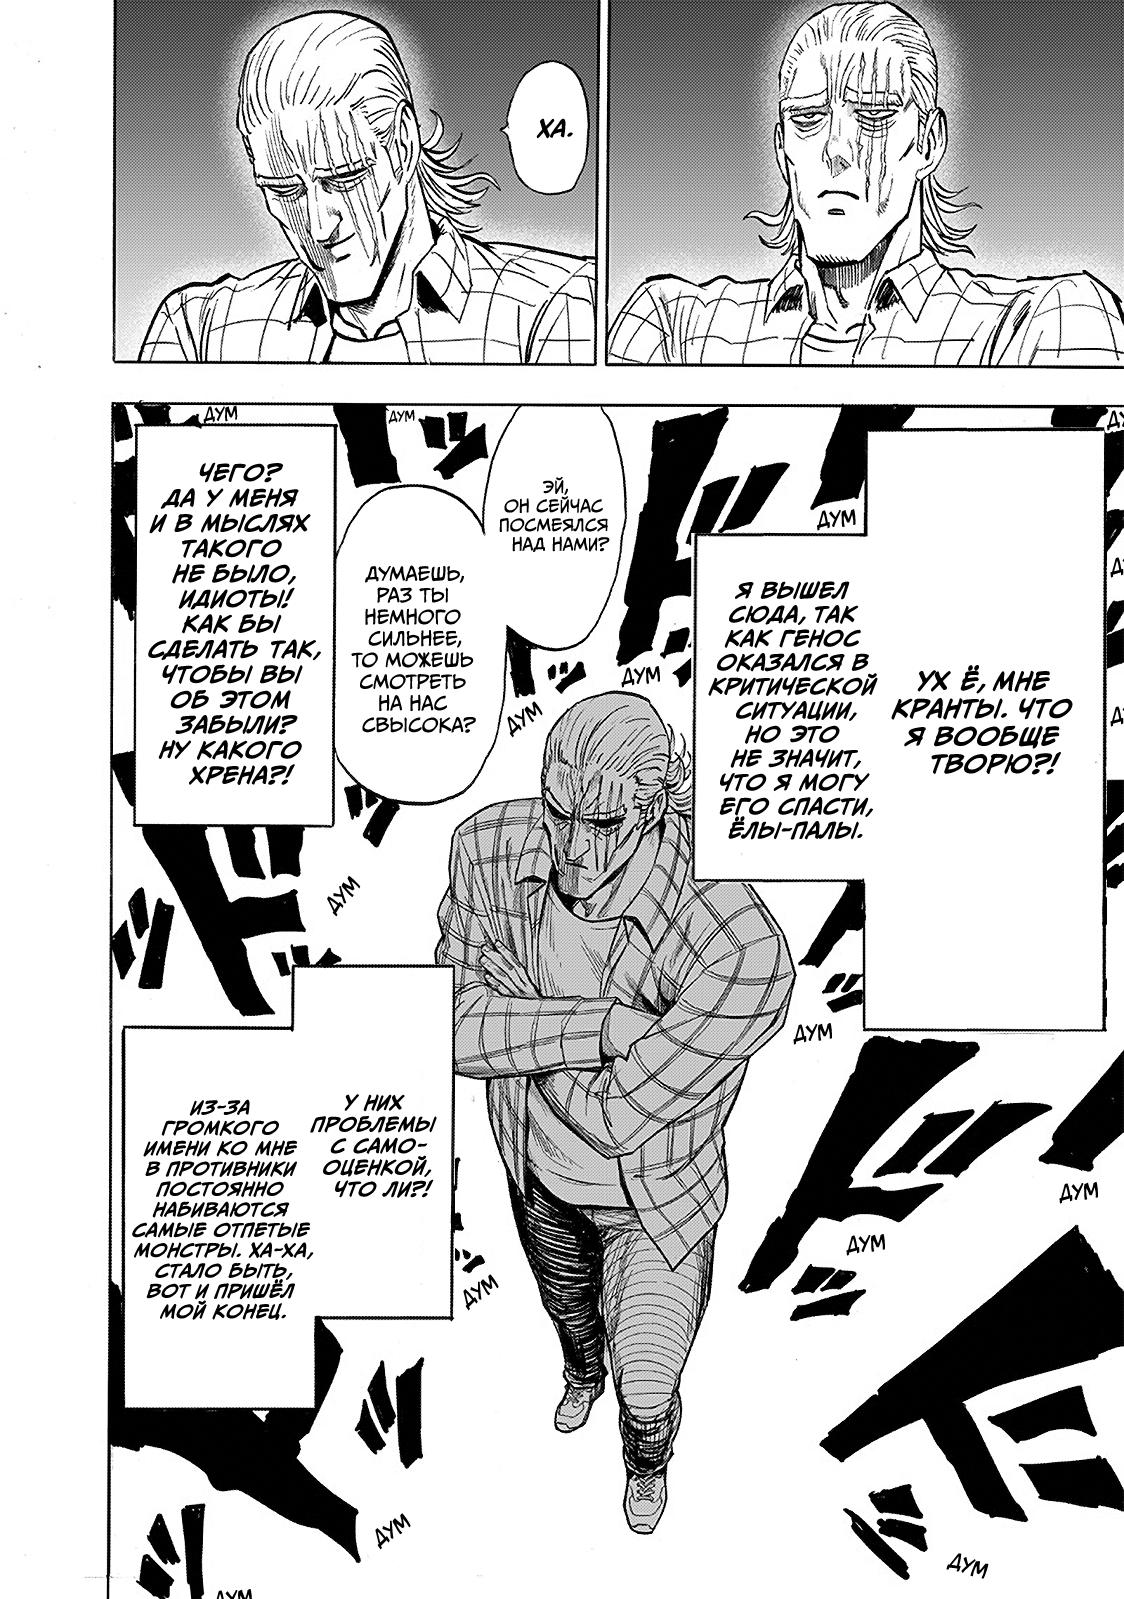 ХА.
УХ Ё, МНЕ
КРАНТЫ. ЧТО
Я ВООБЩЕ
ТВОРЮ?!
Я ВЫШЕЛ
СЮДА, ТАК
КАК ГЕНОС
ОКАЗАЛСЯ В
КРИТИЧЕСКОЙ
СИТУАЦИИ,
НО ЭТО
НЕ ЗНАЧИТ,
ЧТО Я МОГУ
ЕГО СПАСТИ,
ЁЛЫ-ПАЛЫ.
ЭЙ,
ОН СЕЙЧАС
ПОСМЕЯЛСЯ
НАД НАМИ?
ДУМАЕШЬ,
РАЗ ТЫ
НЕМНОГО
СИЛЬНЕЕ,
ТО МОЖЕШЬ
СМОТРЕТЬ
НА НАС
СВЫСОКА?
ЧЕГО?
ДА У МЕНЯ
И В МЫСЛЯХ
ТАКОГО
НЕ БЫЛО,
ИДИОТЫ!
КАК БЫ
СДЕЛАТЬ ТАК,
ЧТОБЫ ВЫ
ОБ ЭТОМ
ЗАБЫЛИ?
НУ КАКОГО
ХРЕНА?!
У НИХ
ПРОБЛЕМЫ
С САМО-
ОЦЕНКОЙ,
ЧТО ЛИ?!
ИЗ-ЗА
ГРОМКОГО
ИМЕНИ КО МНЕ
В ПРОТИВНИКИ
ПОСТОЯННО
НАБИВАЮТСЯ
САМЫЕ ОТПЕТЫЕ
МОНСТРЫ. ХА-ХА,
СТАЛО БЫТЬ,
ВОТ И ПРИШЁЛ
МОЙ КОНЕЦ.
ДУМ
ДУМ
ДУМ
ДУМ
ДУМ
ДУМ
ДУМ
ДУМ
ДУМ
ДУМ
ДУМ
ДУМ
ДУМ